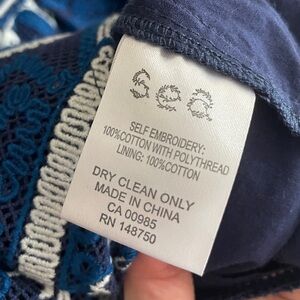 Sea
SELF EMBROIDERY:
100%COTTON WITH POLYTHREAD
LINING: 100%COTTON
DRY CLEAN ONLY
MADE IN CHINA
CA 00985
RN 148750